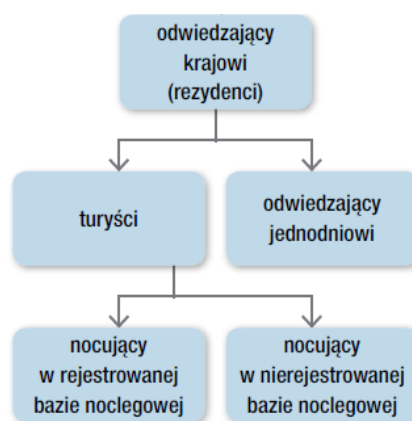 odwiedzający
krajowi
(rezydenci)
turyści
odwiedzający
jednodniowi
nocujący
w rejestrowanej
bazie noclegowej
nocujący
w nierejestrowanej
bazie noclegowej